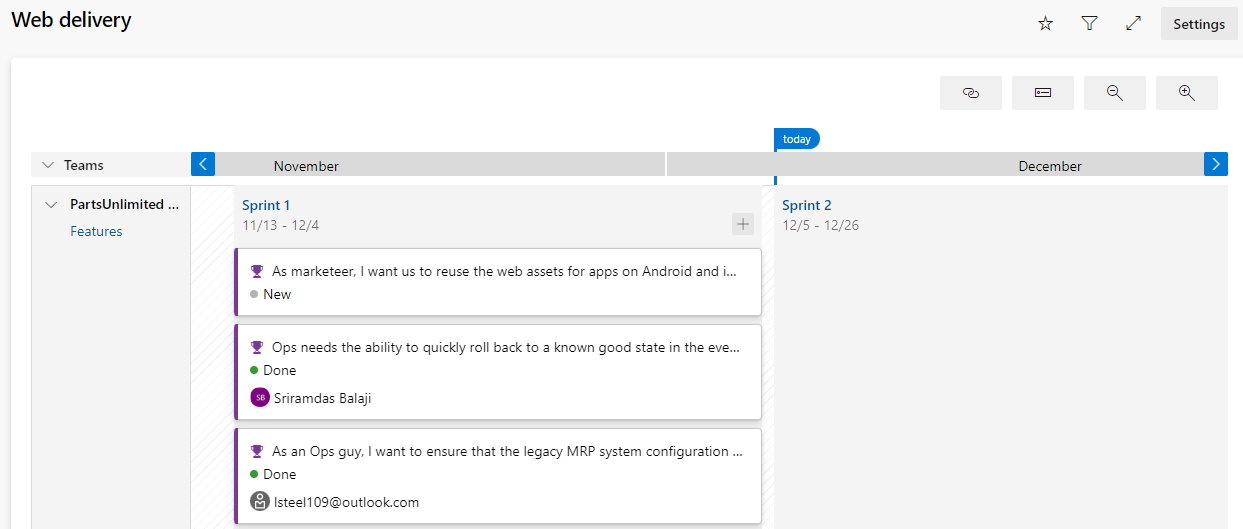 Web delivery
Settings
today
Teams
November
December
PartsUnlimited ...
Features
Sprint 1
11/13 - 12/4
Sprint 2
12/5 - 12/26
As marketeer, I want us to reuse the web assets for apps on Android and i...
New
Ops needs the ability to quickly roll back to a known good state in the eve...
Done
SB Sriramdas Balaji
As an Ops guy, I want to ensure that the legacy MRP system configuration ...
Done
lsteel109@outlook.com